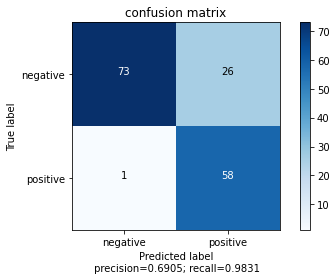 confusion matrix
negative
73
26
positive
1
58
True label
negative
positive
Predicted label
precision=0.6905; recall=0.9831
70
60
50
40
30
20
10